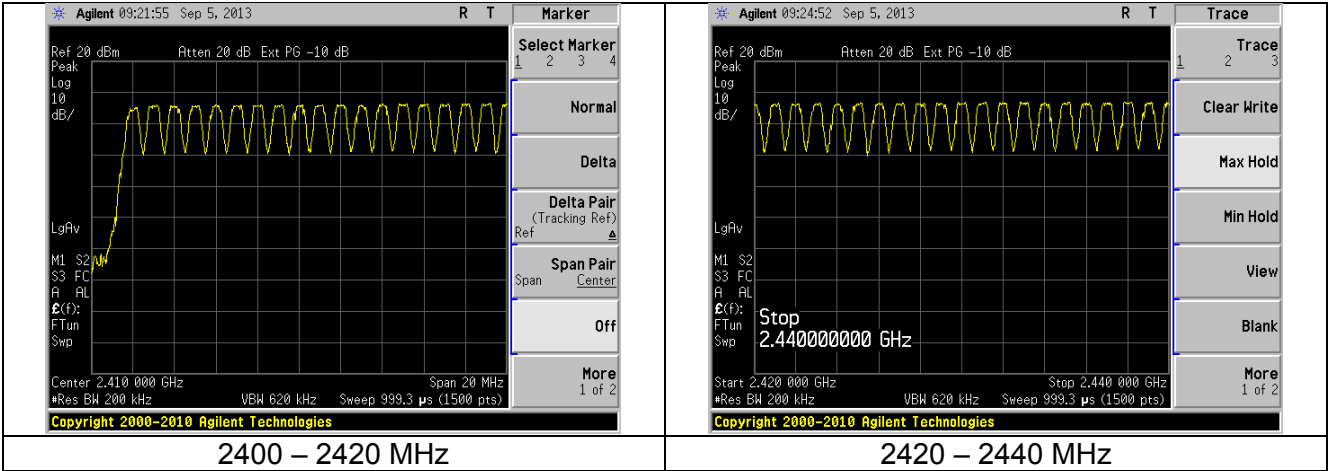 Agilent 09:21:55 Sep 5, 2013 R T
Marker
Ref 20 dBm Atten 20 dB Ext PG -10 dB
Peak
Log
10
dB/
LgAv
M1 S2
S3 FC
A AL
£(f):
FTun
Swp
Center 2.410 000 GHz Span 20 MHz
#Res BW 200 kHz VBW 620 kHz Sweep 999.3 µs (1500 pts)
Copyright 2000-2010 Agilent Technologies
Select Marker
1 2 3 4
Normal
Delta
Delta Pair
(Tracking Ref)
Ref Δ
Span Pair
Span Center
Off
More
1 of 2
2400 – 2420 MHz
Agilent 09:24:52 Sep 5, 2013 R T
Trace
Ref 20 dBm Atten 20 dB Ext PG -10 dB
Peak
Log
10
dB/
LgAv
M1 S2
S3 FC
A AL
£(f):
FTun
Swp
Stop
2.440000000 GHz
Start 2.420 000 GHz Stop 2.440 000 GHz
#Res BW 200 kHz VBW 620 kHz Sweep 999.3 µs (1500 pts)
Copyright 2000-2010 Agilent Technologies
Trace
1 2 3
Clear Write
Max Hold
Min Hold
View
Blank
More
1 of 2
2420 – 2440 MHz